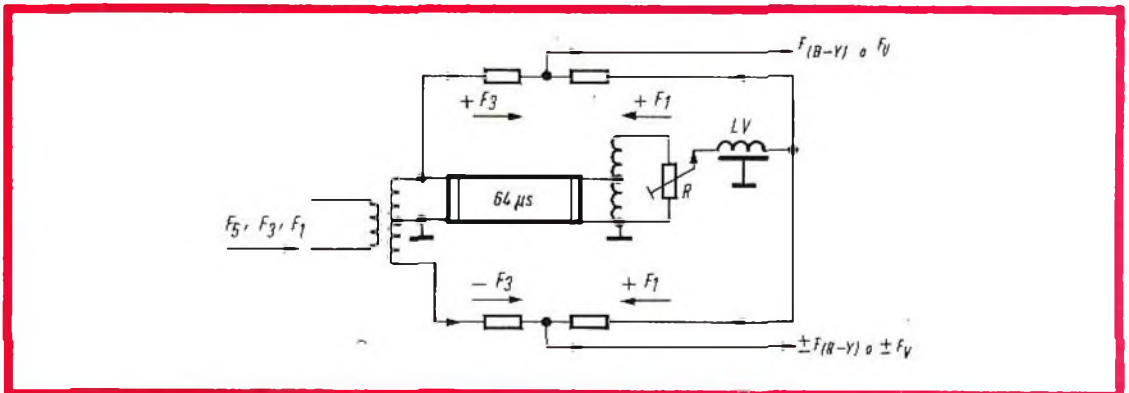 F(B-Y) o FU
+ F3
+ F1
LV
64 μs
R
F5, F3, F1
− F3
+ F1
±F(R-Y) o ±FV